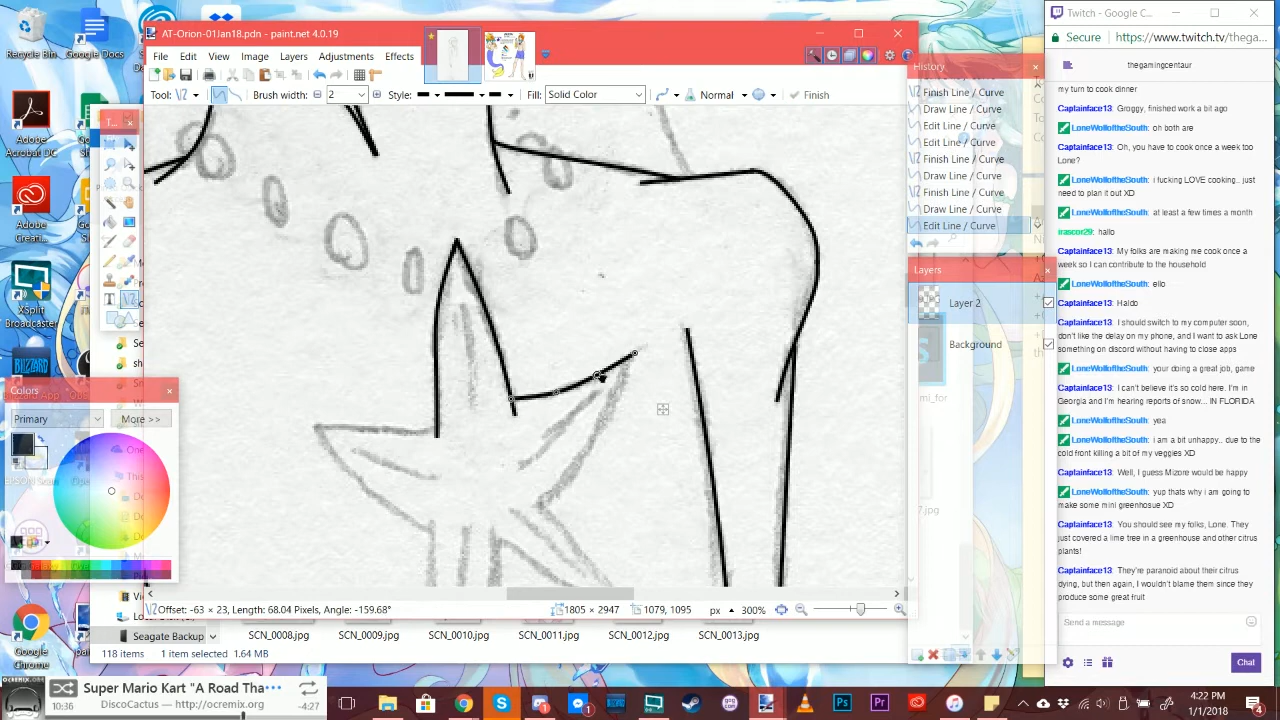 AT-Orion-01Jan18.pdn - paint.net 4.0.19
File Edit View Image Layers Adjustments Effects
Tool: Brush width: 2 Style: Fill: Solid Color Normal Finish
History
Finish Line / Curve
Draw Line / Curve
Edit Line / Curve
Edit Line / Curve
Finish Line / Curve
Draw Line / Curve
Finish Line / Curve
Draw Line / Curve
Edit Line / Curve
Layers
Layer 2
Background
Colors
Primary More >>
Offset: -63 × 23, Length: 68.04 Pixels, Angle: -159.68° 1805 × 2947 1079, 1095 px 300%
Seagate Backup
SCN_0008.jpg SCN_0009.jpg SCN_0010.jpg SCN_0011.jpg SCN_0012.jpg SCN_0013.jpg
118 items 1 item selected 1.64 MB
Recycle Bin
Adobe Acrobat DC
Adobe Creati...
XSplit Broadcaster
Google Chrome
Super Mario Kart "A Road Tha
DiscoCactus — http://ocremix.org
10:36 -4:27
Twitch - Google C...
Secure https://www.twitch.tv/thega...
thegamingcentaur
my turn to cook dinner
Captainface13: Groggy, finished work a bit ago
LoneWolfoftheSouth: oh both are
Captainface13: Oh, you have to cook once a week too
Lone?
LoneWolfoftheSouth: i fucking LOVE cooking.. just
need to plan it out XD
LoneWolfoftheSouth: at least a few times a month
irascor29: hallo
Captainface13: My folks are making me cook once a
week so I can contribute to the household
LoneWolfoftheSouth: ello
Captainface13: Haldo
Captainface13: I should switch to my computer soon,
don't like the delay on my phone, and I want to ask Lone
something on discord without having to close apps
LoneWolfoftheSouth: your doing a great job, game
Captainface13: I can't believe it's so cold here. I'm in
Georgia and I'm hearing reports of snow... IN FLORIDA
LoneWolfoftheSouth: yea
LoneWolfoftheSouth: i am a bit unhappy.. due to the
cold front killing a bit of my veggies XD
Captainface13: Well, I guess Mizore would be happy
LoneWolfoftheSouth: yup thats why i am going to
make some mini greenhosue XD
Captainface13: You should see my folks, Lone. They
just covered a lime tree in a greenhouse and other citrus
plants!
Captainface13: They're paranoid about their citrus
dying, but then again, I wouldn't blame them since they
produce some great fruit
Send a message
Chat
4:22 PM
1/1/2018